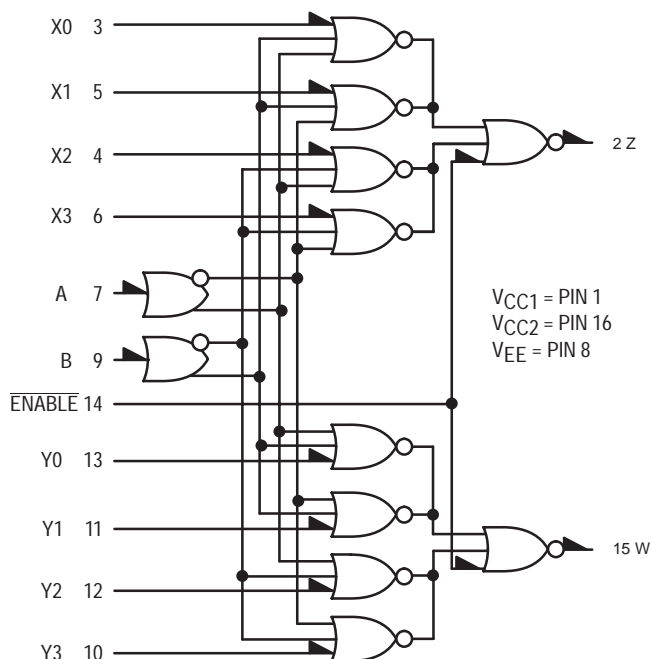 X0 3
X1 5
X2 4
2 Z
X3 6
A 7
VCC1 = PIN 1
VCC2 = PIN 16
VEE = PIN 8
B 9
ENABLE 14
Y0 13
Y1 11
15 W
Y2 12
Y3 10